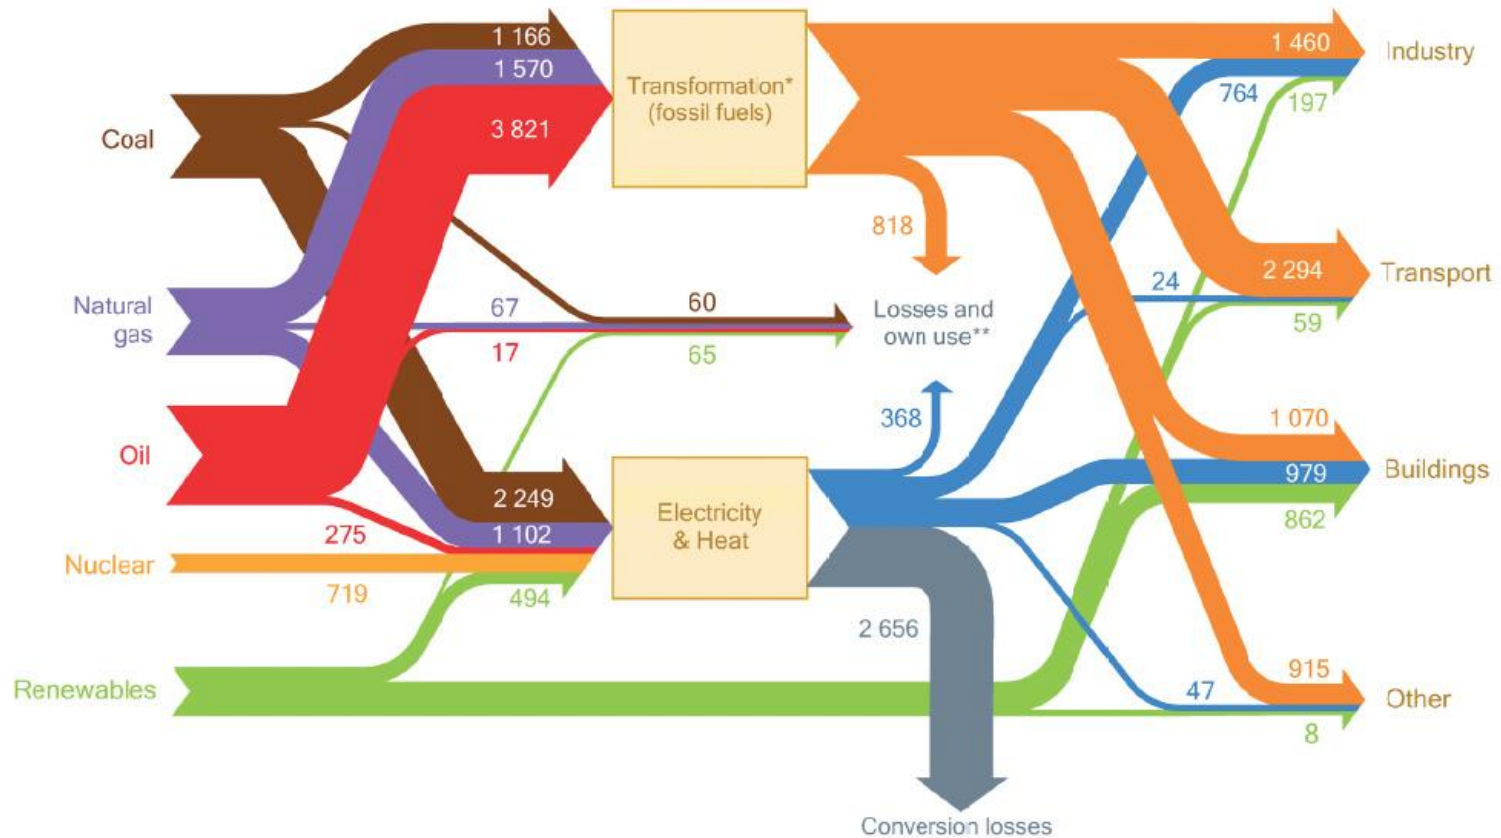 1 166
1 460
Industry
1 570
Transformation*
(fossil fuels)
764
197
3 821
Coal
818
2 294
Transport
24
59
Natural
gas
67
60
17
65
Losses and
own use**
368
1 070
Oil
979
Buildings
862
2 249
1 102
Electricity
& Heat
275
Nuclear
719
494
2 656
Renewables
915
47
Other
8
Conversion losses